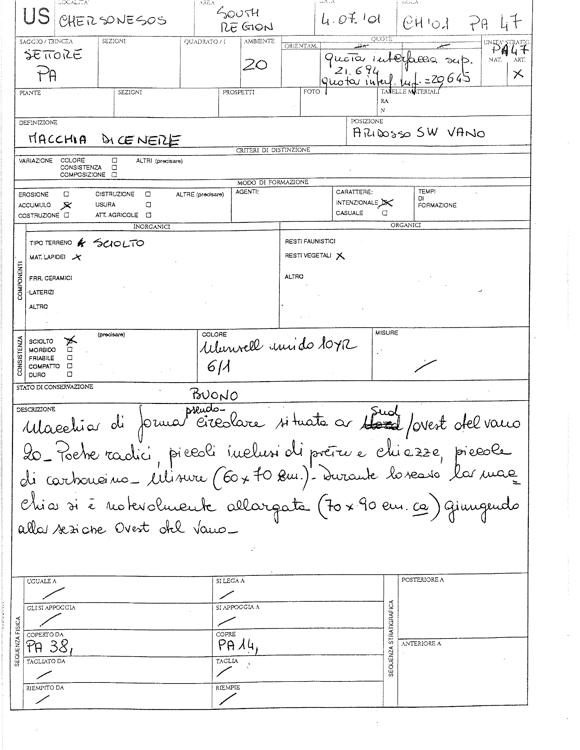 US
LOCALITA'
CHERSONESOS
AREA
SOUTH REGION
DATA
4.07.'01
SIGLA
CH'01 PA 47
SAGGIO / TRINCEA
SETTORE
PA
SEZIONI
QUADRATO / I
AMBIENTE
20
QUOTE
ORIENTAM.
quota interfaccia sup.
21.694
quota interf. inf. = 29645
UNITA' STRATIG
PA47
NAT. ART.
X
PIANTE
SEZIONI
PROSPETTI
FOTO
TABELLE MATERIALI
RA
N
DEFINIZIONE
MACCHIA DI CENERE
POSIZIONE
A RIDOSSO SW VANO
CRITERI DI DISTINZIONE
VARIAZIONE COLORE ☐ ALTRI (precisare)
CONSISTENZA ☐
COMPOSIZIONE ☐
MODO DI FORMAZIONE
EROSIONE ☐ DISTRUZIONE ☐ ALTRE (precisare)
ACCUMULO X USURA ☐
COSTRUZIONE ☐ ATT. AGRICOLE ☐
AGENTI:
CARATTERE:
INTENZIONALE X
CASUALE ☐
TEMPI
DI
FORMAZIONE
COMPONENTI
INORGANICI
TIPO TERRENO X SCIOLTO
MAT. LAPIDEI X
FRR. CERAMICI
LATERIZI
ALTRO
ORGANICI
RESTI FAUNISTICI
RESTI VEGETALI X
ALTRO
CONSISTENZA
SCIOLTO X (precisare)
MORBIDO ☐
FRIABILE ☐
COMPATTO ☐
DURO ☐
COLORE
Munsell umido 10YR
6/1
MISURE
STATO DI CONSERVAZIONE
BUONO
DESCRIZIONE
Macchia di forma pseudo-circolare situata a Sud/ovest del vano
20_ Poche radici, piccoli inclusi di pietre e chiazze, piccole
di carboncino_ Misure (60 x 70 cm.)_ Durante lo scavo la mac=
chia si è notevolmente allargata (70 x 90 cm. ca) giungendo
alla sezione Ovest del vano_
SEQUENZA FISICA
UGUALE A
SI LEGA A
GLI SI APPOGGIA
SI APPOGGIA A
COPERTO DA
PA 38,
COPRE
PA 14,
TAGLIATO DA
TAGLIA
RIEMPITO DA
RIEMPIE
SEQUENZA STRATIGRAFICA
POSTERIORE A
ANTERIORE A